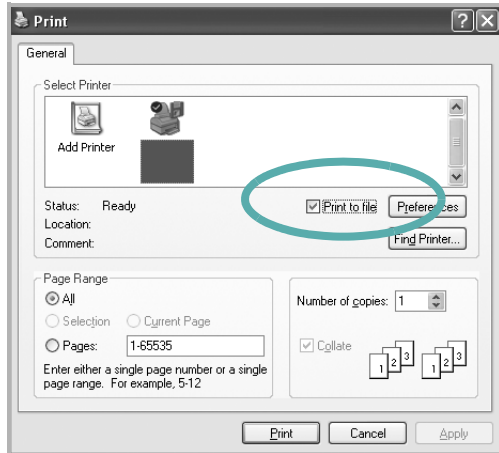 Print
General
Select Printer
Add Printer
Status: Ready
Print to file
Preferences
Location:
Comment:
Find Printer...
Page Range
All
Selection
Current Page
Pages: 1-65535
Enter either a single page number or a single
page range. For example, 5-12
Number of copies: 1
Collate
1 2 3 1 2 3
Print
Cancel
Apply